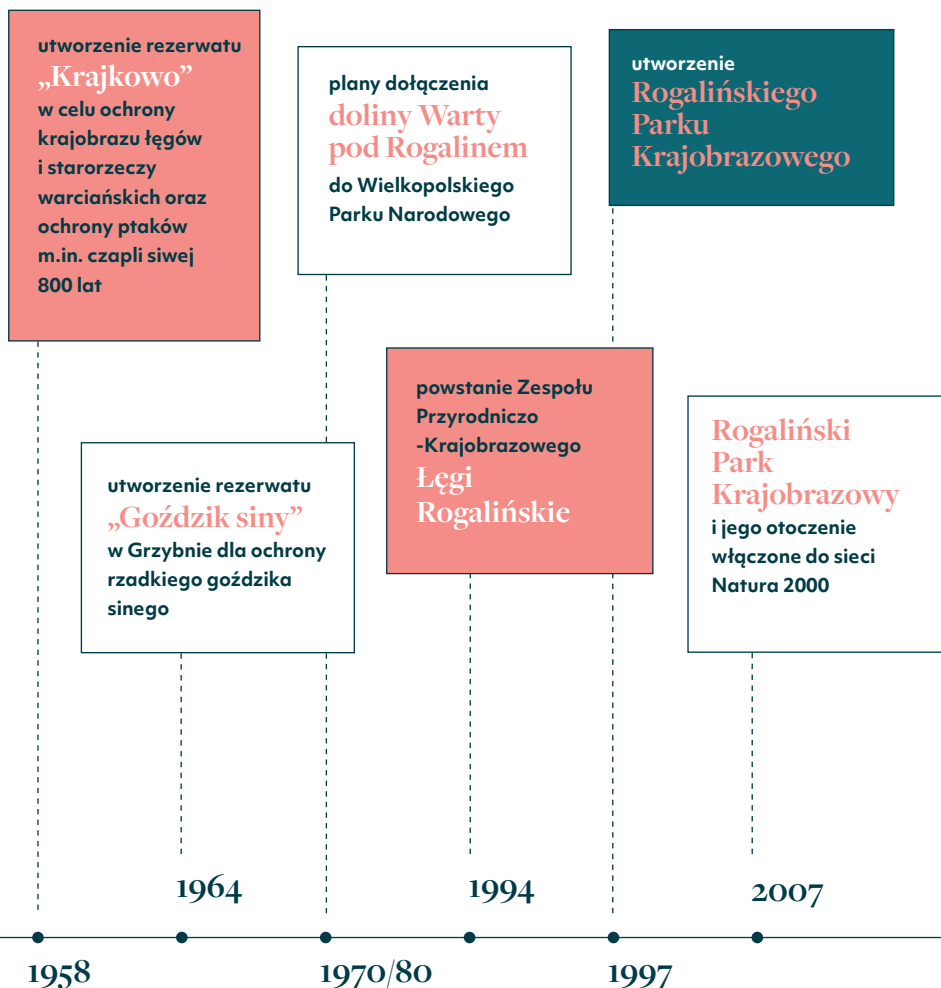 utworzenie rezerwatu
„Krajkowo”
w celu ochrony
krajobrazu łęgów
i starorzeczy
warciańskich oraz
ochrony ptaków
m.in. czapli siwej
800 lat
plany dołączenia
doliny Warty
pod Rogalinem
do Wielkopolskiego
Parku Narodowego
utworzenie
Rogalińskiego
Parku
Krajobrazowego
utworzenie rezerwatu
„Goździk siny”
w Grzybnie dla ochrony
rzadkiego goździka
sinego
powstanie Zespołu
Przyrodniczo
-Krajobrazowego
Łęgi
Rogalińskie
Rogaliński
Park
Krajobrazowy
i jego otoczenie
włączone do sieci
Natura 2000
1964
1994
2007
1958
1970/80
1997